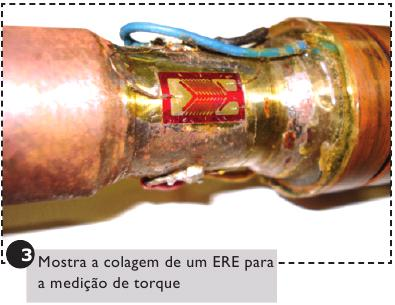 3
Mostra a colagem de um ERE para
a medição de torque